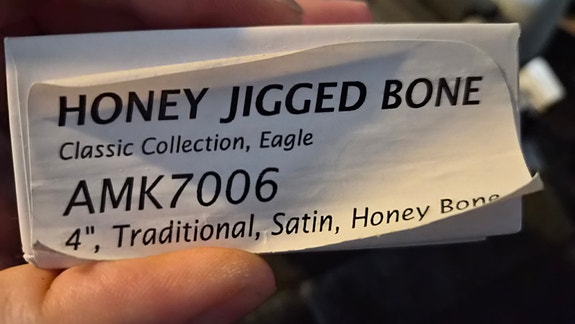 HONEY JIGGED BONE
Classic Collection, Eagle
AMK7006
4", Traditional, Satin, Honey Bone